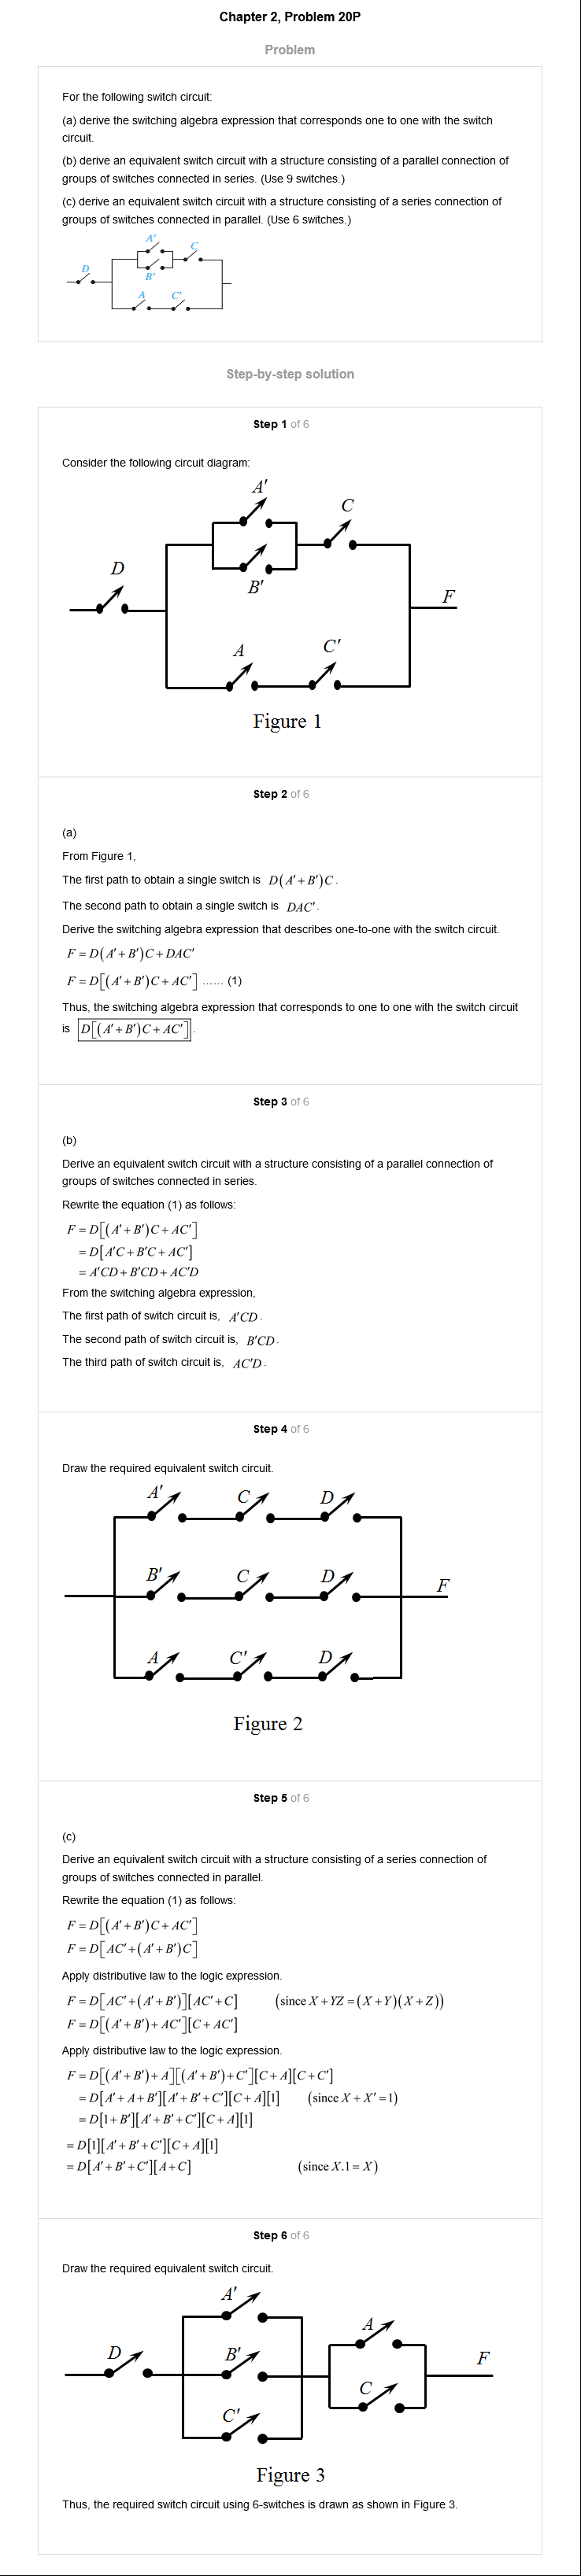 Chapter 2, Problem 20P
Problem
For the following switch circuit:
(a) derive the switching algebra expression that corresponds one to one with the switch
circuit.
(b) derive an equivalent switch circuit with a structure consisting of a parallel connection of
groups of switches connected in series. (Use 9 switches.)
(c) derive an equivalent switch circuit with a structure consisting of a series connection of
groups of switches connected in parallel. (Use 6 switches.)
A'
C
D
B'
A C'
Step-by-step solution
Step 1 of 6
Consider the following circuit diagram:
A'
C
D
B'
F
A C'
Figure 1
Step 2 of 6
(a)
From Figure 1,
The first path to obtain a single switch is D(A'+B')C.
The second path to obtain a single switch is DAC'.
Derive the switching algebra expression that describes one-to-one with the switch circuit.
F = D(A'+B')C+DAC'
F = D[(A'+B')C+AC'] ...... (1)
Thus, the switching algebra expression that corresponds to one to one with the switch circuit
is D[(A'+B')C+AC'].
Step 3 of 6
(b)
Derive an equivalent switch circuit with a structure consisting of a parallel connection of
groups of switches connected in series.
Rewrite the equation (1) as follows:
F = D[(A'+B')C+AC']
= D[A'C+B'C+AC']
= A'CD+B'CD+AC'D
From the switching algebra expression,
The first path of switch circuit is, A'CD.
The second path of switch circuit is, B'CD.
The third path of switch circuit is, AC'D.
Step 4 of 6
Draw the required equivalent switch circuit.
A' C D
B' C D F
A C' D
Figure 2
Step 5 of 6
(c)
Derive an equivalent switch circuit with a structure consisting of a series connection of
groups of switches connected in parallel.
Rewrite the equation (1) as follows:
F = D[(A'+B')C+AC']
F = D[AC'+(A'+B')C]
Apply distributive law to the logic expression.
F = D[AC'+(A'+B')][AC'+C] (since X+YZ=(X+Y)(X+Z))
F = D[(A'+B')+AC'][C+AC']
Apply distributive law to the logic expression.
F = D[(A'+B')+A][(A'+B')+C'][C+A][C+C']
= D[A'+A+B'][A'+B'+C'][C+A][1] (since X+X'=1)
= D[1+B'][A'+B'+C'][C+A][1]
= D[1][A'+B'+C'][C+A][1]
= D[A'+B'+C'][A+C] (since X.1=X)
Step 6 of 6
Draw the required equivalent switch circuit.
A'
A
D B' F
C
C'
Figure 3
Thus, the required switch circuit using 6-switches is drawn as shown in Figure 3.